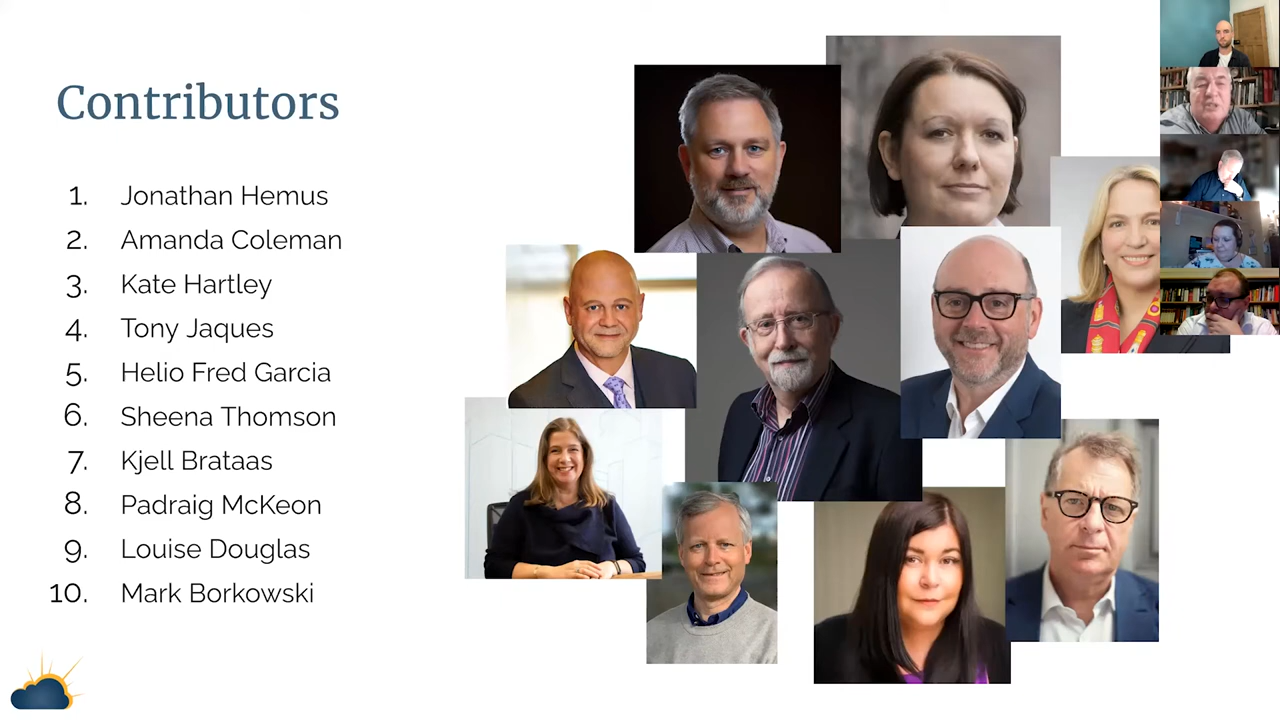 Contributors
1. Jonathan Hemus
2. Amanda Coleman
3. Kate Hartley
4. Tony Jaques
5. Helio Fred Garcia
6. Sheena Thomson
7. Kjell Brataas
8. Padraig McKeon
9. Louise Douglas
10. Mark Borkowski